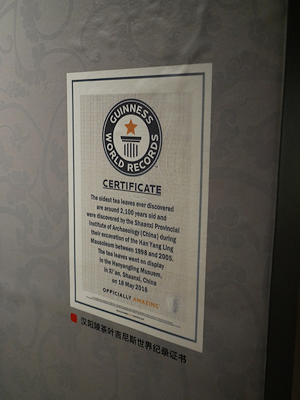 GUINNESS
WORLD RECORDS
CERTIFICATE
The oldest tea leaves ever discovered
are around 2,100 years old and
were discovered by the Shaanxi Provincial
Institute of Archaeology (China) during
their excavation of the Han Yang Ling
Mausoleum between 1998 and 2005.
The tea leaves went on display
in the Hanyangling Museum,
in Xi'an, Shaanxi, China
on 18 May 2016
OFFICIALLY AMAZING
汉阳陵茶叶吉尼斯世界纪录证书